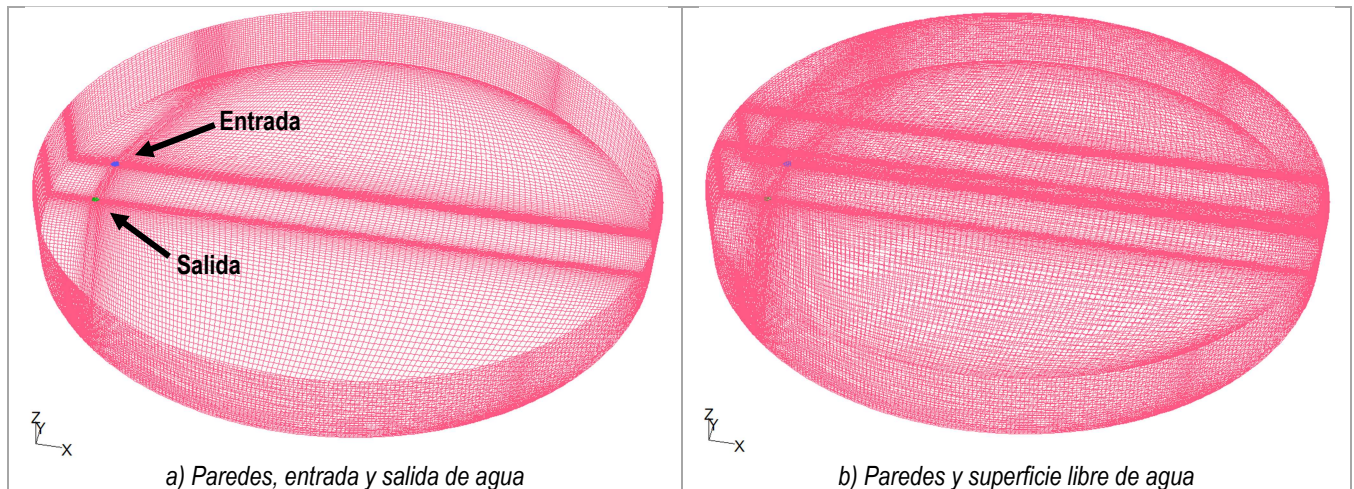 Entrada
Salida
Z
Y
X
a) Paredes, entrada y salida de agua
Z
Y
X
b) Paredes y superficie libre de agua